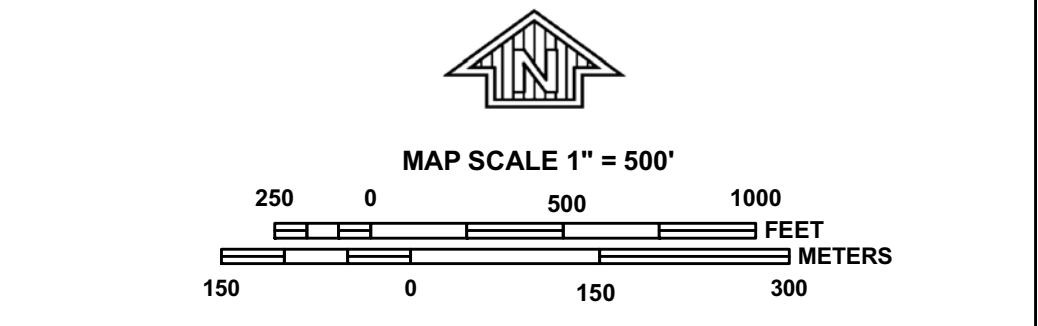 N
MAP SCALE 1" = 500'
250 0 500 1000
FEET
METERS
150 0 150 300